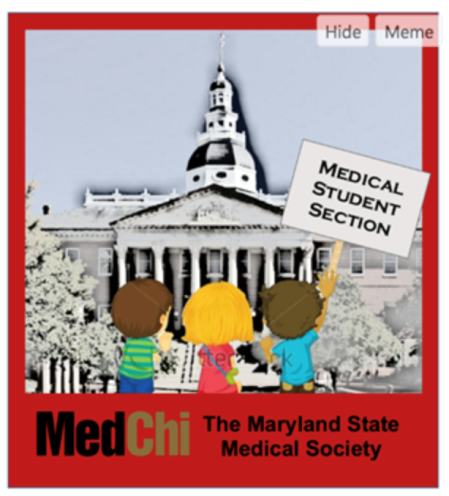 Hide Meme
MEDICAL
STUDENT
SECTION
MedChi The Maryland State
Medical Society